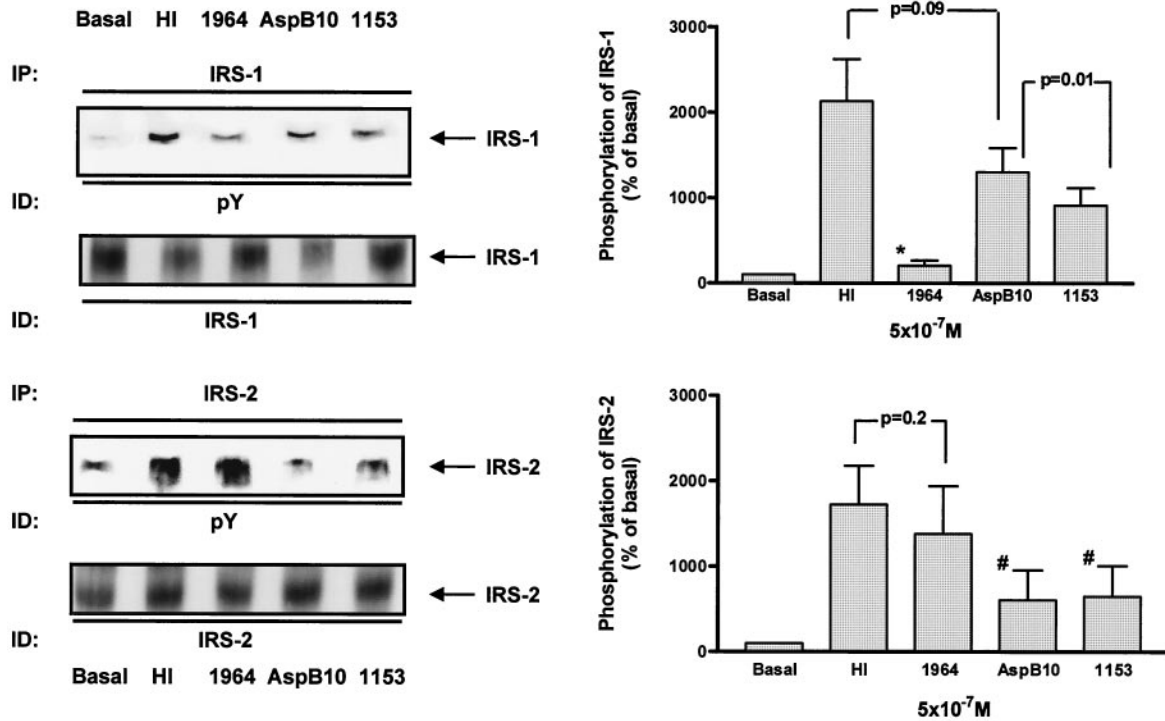 Basal HI 1964 AspB10 1153
IP: IRS-1
IRS-1
ID: pY
IRS-1
ID: IRS-1
IP: IRS-2
IRS-2
ID: pY
IRS-2
ID: IRS-2
Basal HI 1964 AspB10 1153
Phosphorylation of IRS-1
(% of basal)
3000
2000
1000
0
p=0.09
p=0.01
*
Basal HI 1964 AspB10 1153
5x10⁻⁷M
Phosphorylation of IRS-2
(% of basal)
3000
2000
1000
0
p=0.2
# #
Basal HI 1964 AspB10 1153
5x10⁻⁷M